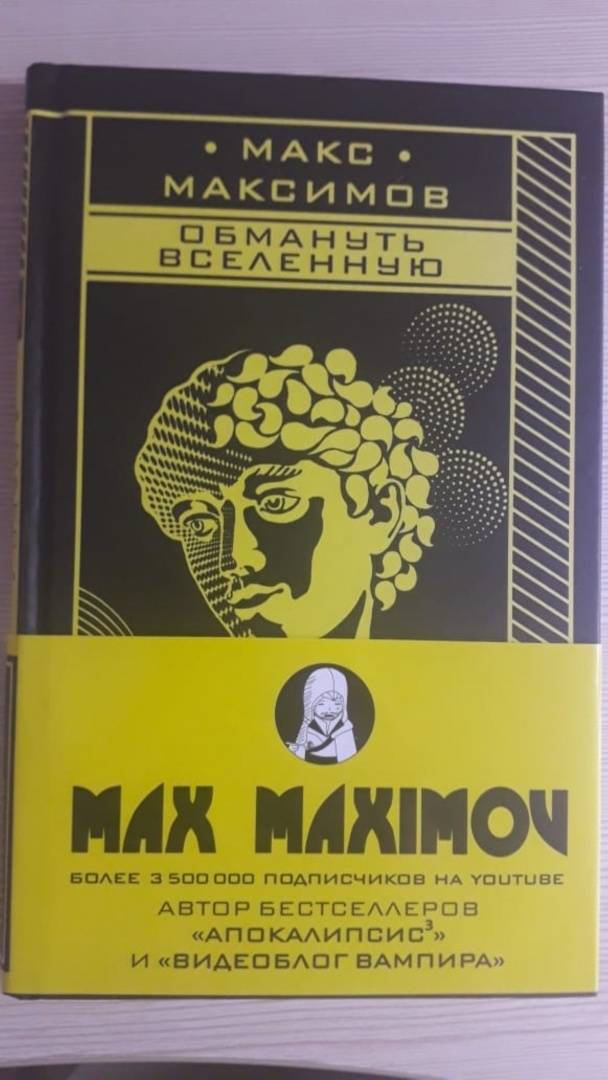 • МАКС •
МАКСИМОВ
ОБМАНУТЬ
ВСЕЛЕННУЮ
MAX MAXIMOV
БОЛЕЕ 3 500 000 ПОДПИСЧИКОВ НА YOUTUBE
АВТОР БЕСТСЕЛЛЕРОВ
«АПОКАЛИПСИС³»
И «ВИДЕОБЛОГ ВАМПИРА»